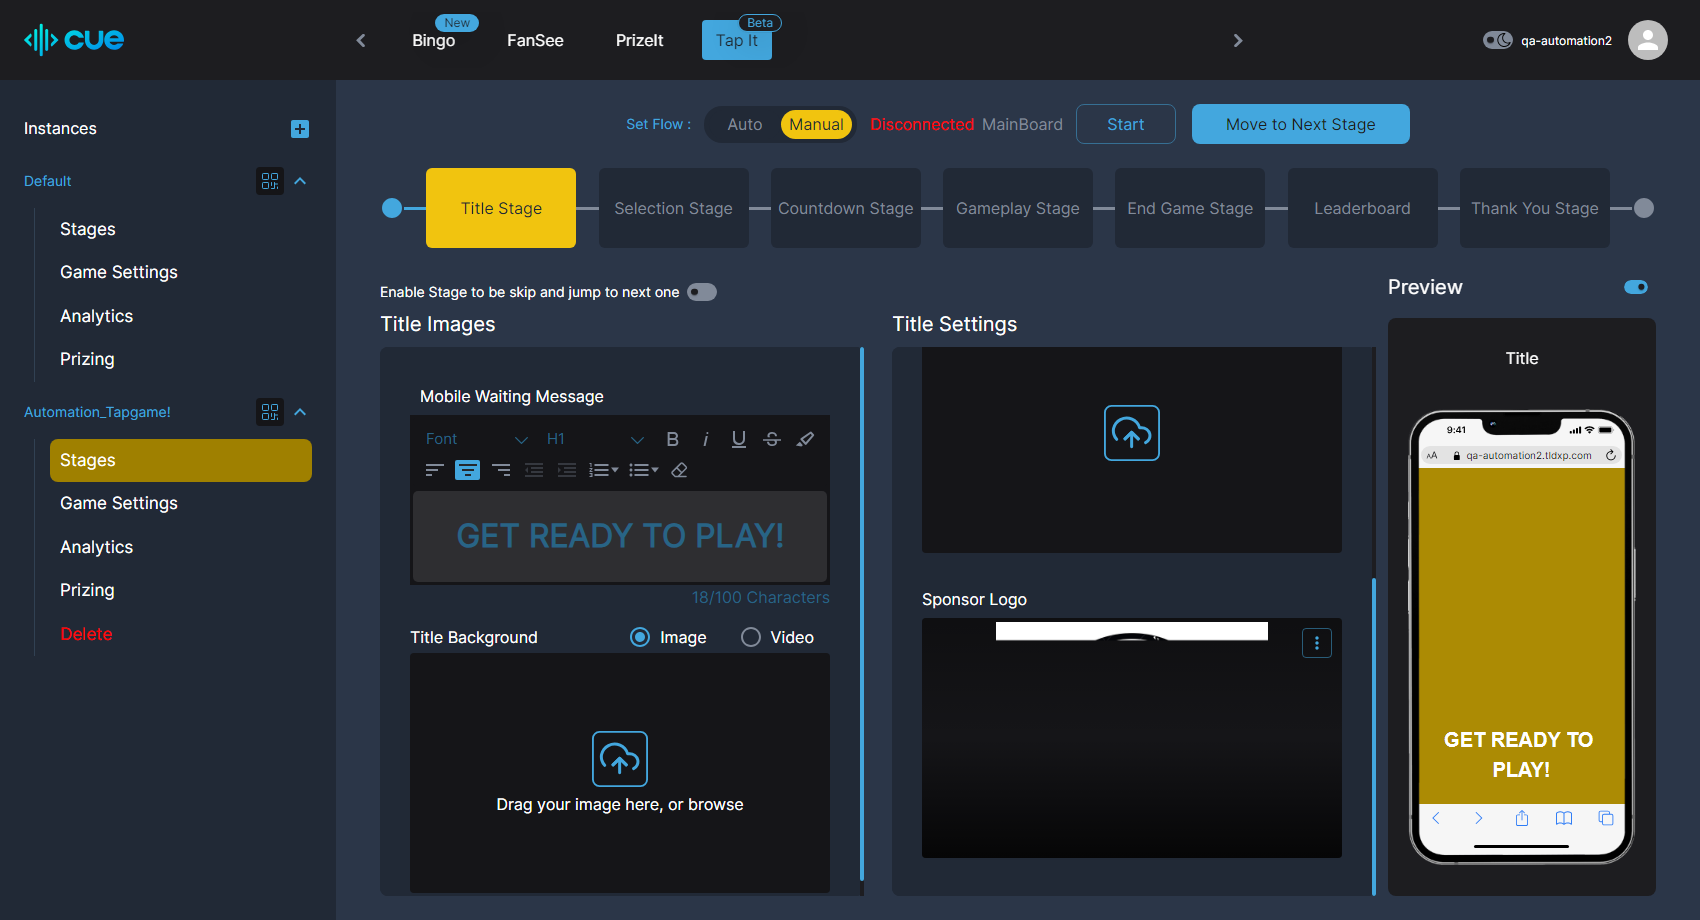 cue
Bingo
New
FanSee
PrizeIt
Tap It
Beta
qa-automation2
Instances
Default
Stages
Game Settings
Analytics
Prizing
Automation_Tapgame!
Stages
Game Settings
Analytics
Prizing
Delete
Set Flow :
Auto
Manual
Disconnected
MainBoard
Start
Move to Next Stage
Title Stage
Selection Stage
Countdown Stage
Gameplay Stage
End Game Stage
Leaderboard
Thank You Stage
Enable Stage to be skip and jump to next one
Title Images
Mobile Waiting Message
Font
H1
B
i
U
S
GET READY TO PLAY!
18/100 Characters
Title Background
Image
Video
Drag your image here, or browse
Title Settings
Sponsor Logo
Preview
Title
9:41
AA
qa-automation2.tldxp.com
GET READY TO
PLAY!